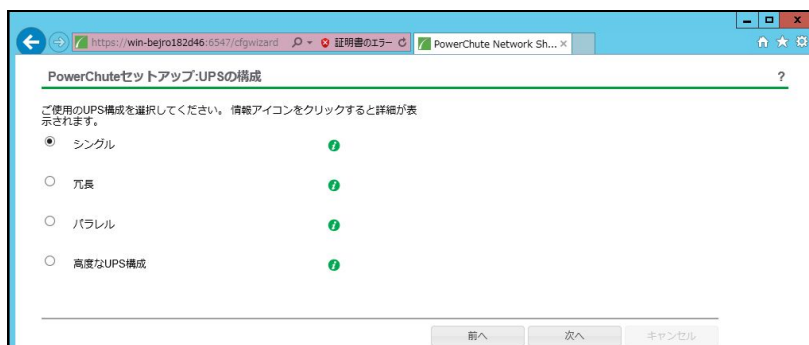 https://win-bejro182d46:6547/cfgwizard 証明書のエラー PowerChute Network Sh...
PowerChuteセットアップ:UPSの構成 ?
ご使用のUPS構成を選択してください。 情報アイコンをクリックすると詳細が表
示されます。
シングル
冗長
パラレル
高度なUPS構成
前へ 次へ キャンセル